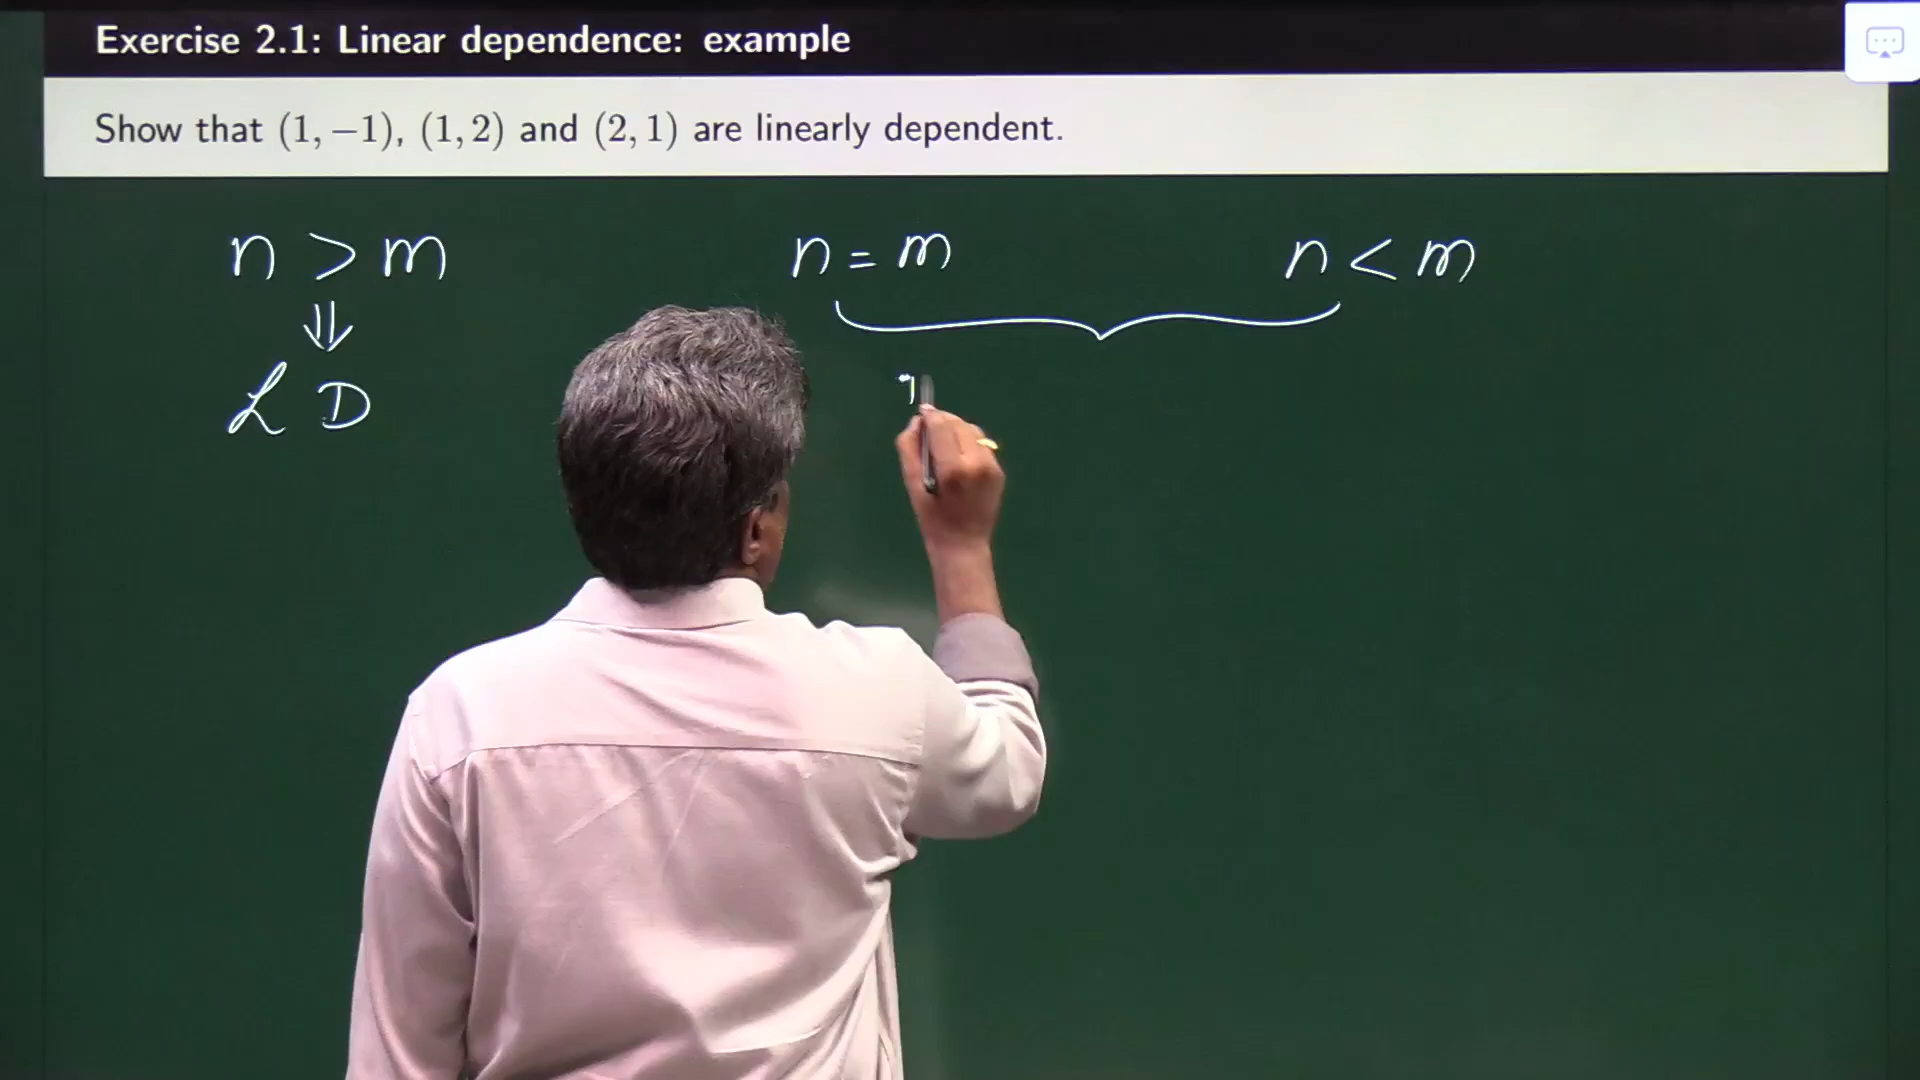 Exercise 2.1: Linear dependence: example
Show that (1, −1), (1, 2) and (2, 1) are linearly dependent.
n > m n = m n < m
⇓
L D